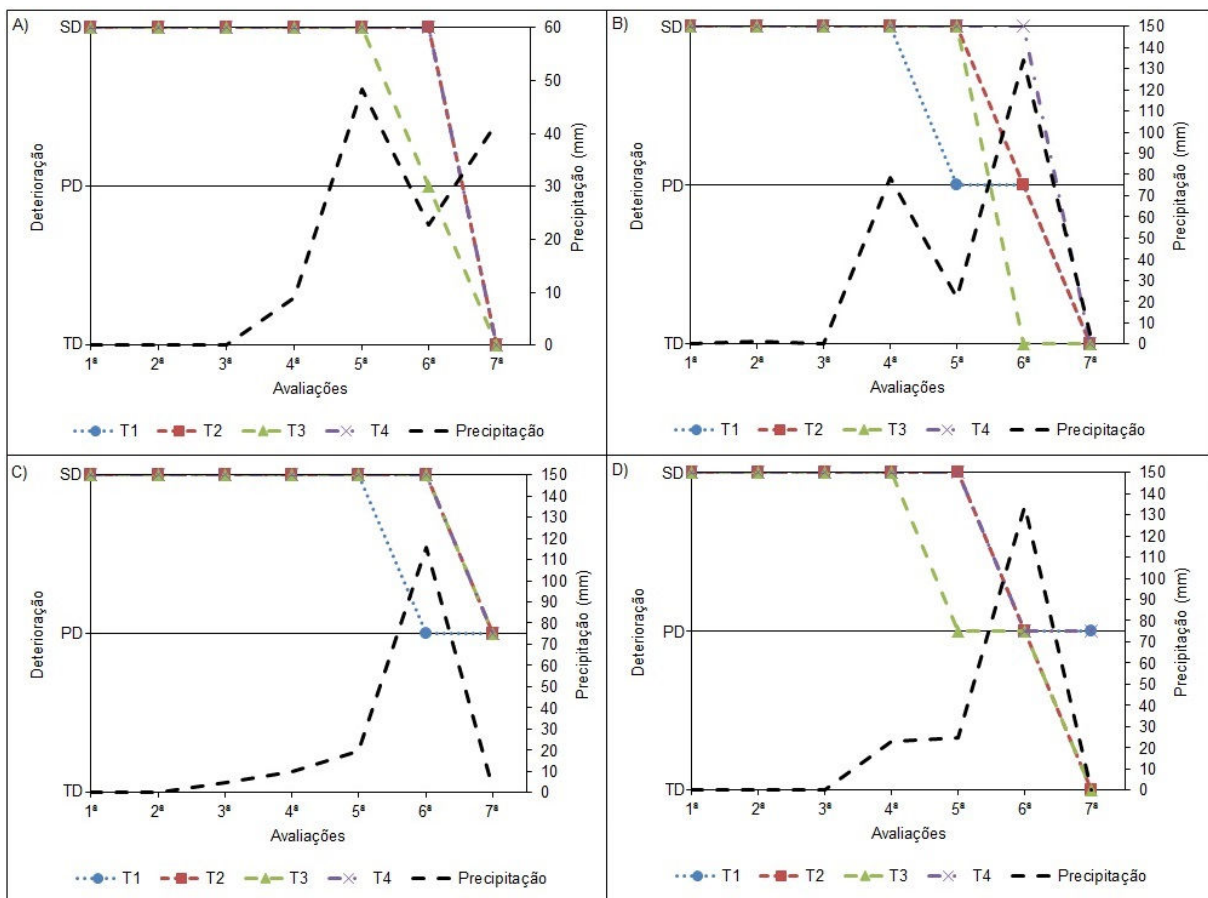 A)
SD
PD
TD
Deterioração
60
50
40
30
20
10
0
Precipitação (mm)
1ª 2ª 3ª 4ª 5ª 6ª 7ª
Avaliações
T1 T2 T3 T4 Precipitação
B)
SD
PD
TD
Deterioração
150
140
130
120
110
100
90
80
70
60
50
40
30
20
10
0
Precipitação (mm)
1ª 2ª 3ª 4ª 5ª 6ª 7ª
Avaliações
T1 T2 T3 T4 Precipitação
C)
SD
PD
TD
Deterioração
150
140
130
120
110
100
90
80
70
60
50
40
30
20
10
0
Precipitação (mm)
1ª 2ª 3ª 4ª 5ª 6ª 7ª
Avaliações
T1 T2 T3 T4 Precipitação
D)
SD
PD
TD
Deterioração
150
140
130
120
110
100
90
80
70
60
50
40
30
20
10
0
Precipitação (mm)
1ª 2ª 3ª 4ª 5ª 6ª 7ª
Avaliações
T1 T2 T3 T4 Precipitação